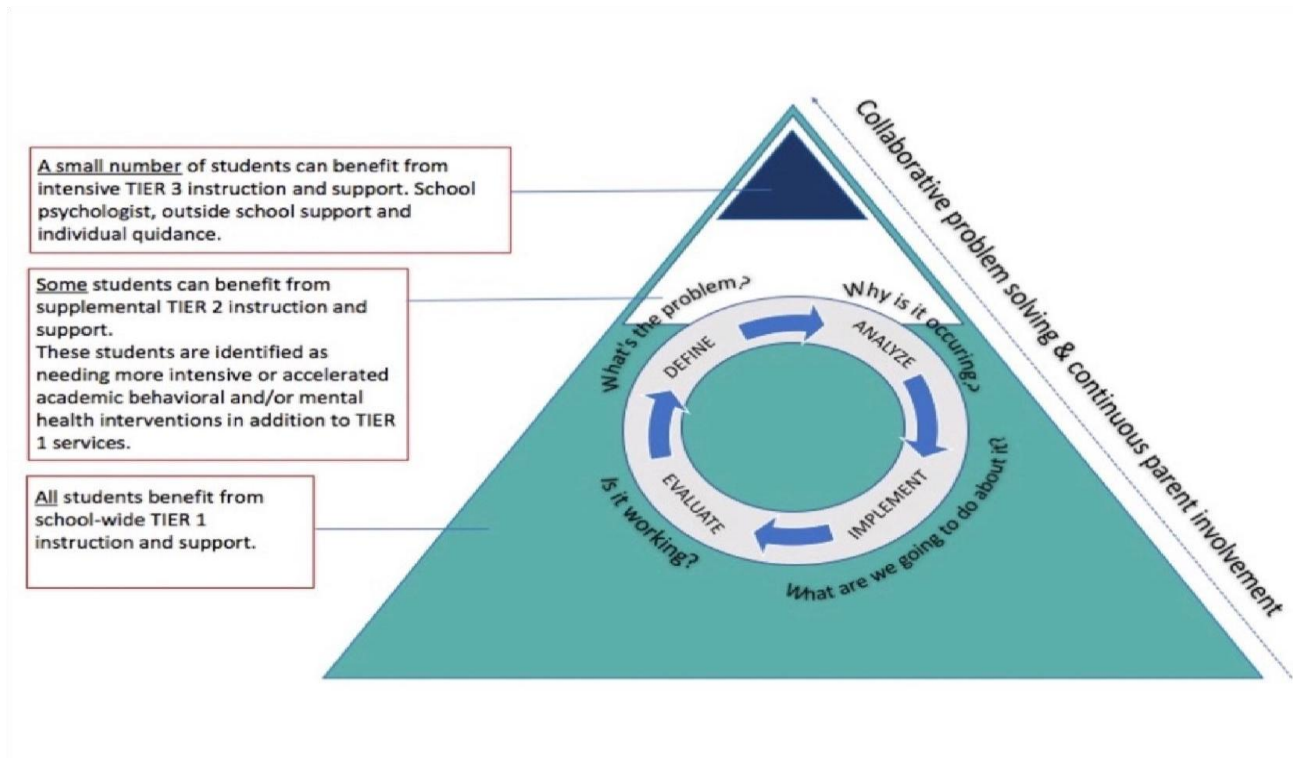 A small number of students can benefit from
intensive TIER 3 instruction and support. School
psychologist, outside school support and
individual quidance.
Some students can benefit from
supplemental TIER 2 instruction and
support.
These students are identified as
needing more intensive or accelerated
academic behavioral and/or mental
health interventions in addition to TIER
1 services.
All students benefit from
school-wide TIER 1
instruction and support.
What's the problem?
Why is it occuring?
DEFINE
ANALYZE
EVALUATE
IMPLEMENT
Is it working?
What are we going to do about it?
Collaborative problem solving & continuous parent involvement